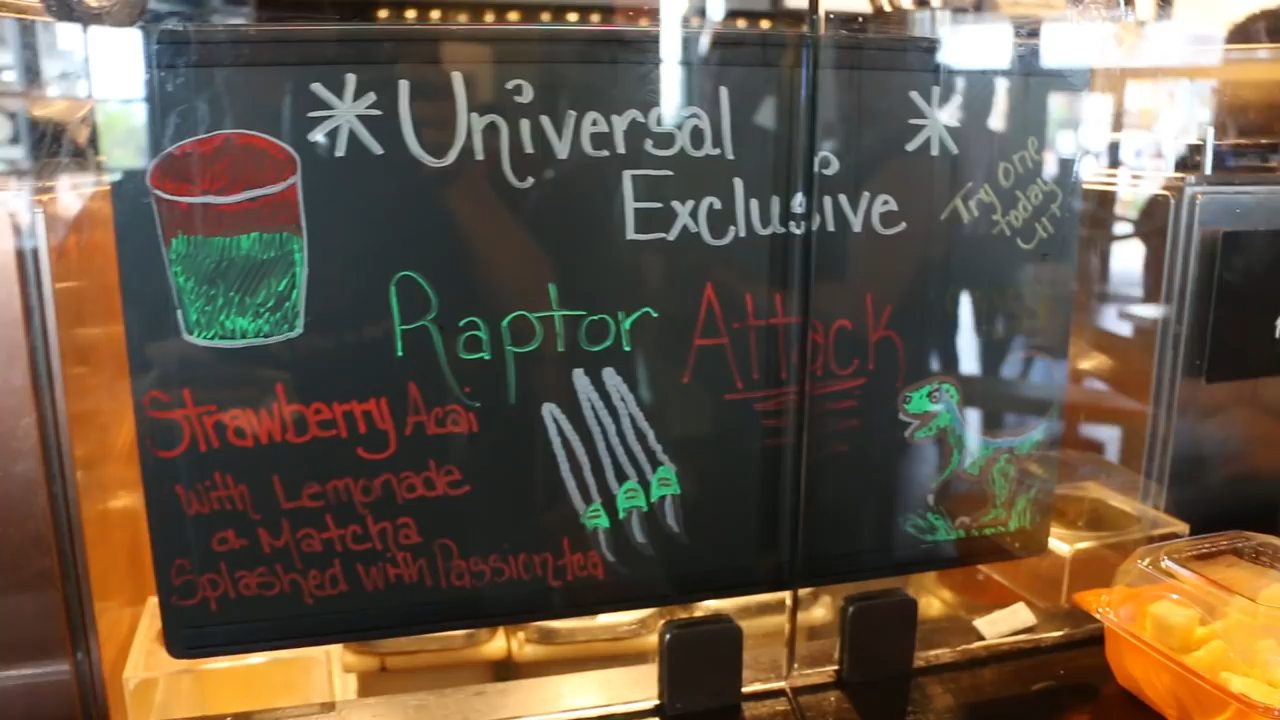 * Universal *
Exclusive
Try one
today
Raptor Attack
Strawberry Acai
with Lemonade
a Matcha
Splashed with Passion tea